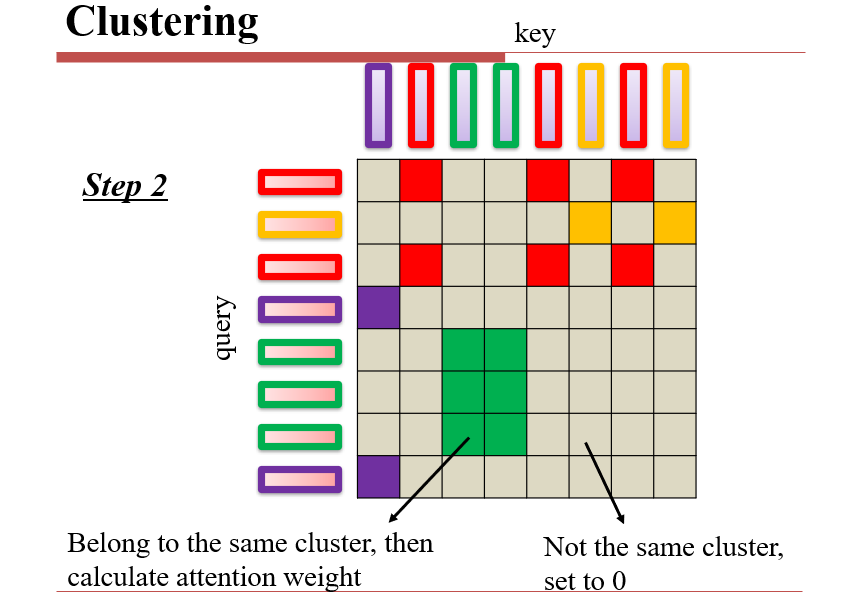 Clustering
key
Step 2
query
Belong to the same cluster, then
calculate attention weight
Not the same cluster,
set to 0